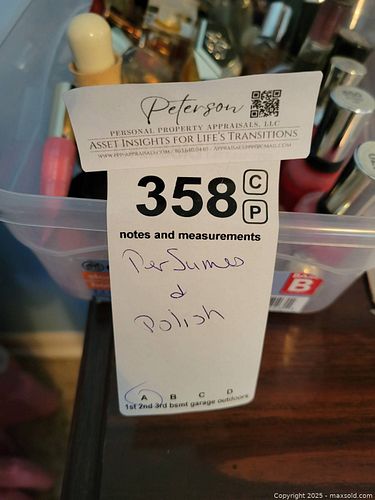 Peterson
PERSONAL PROPERTY APPRAISALS, LLC
ASSET INSIGHTS FOR LIFE'S TRANSITIONS
358 C
P
notes and measurements
Perfumes
&
Polish
B
A B C D
1st 2nd 3rd bsmt garage outdoors
Copyright 2025 - maxsold.com